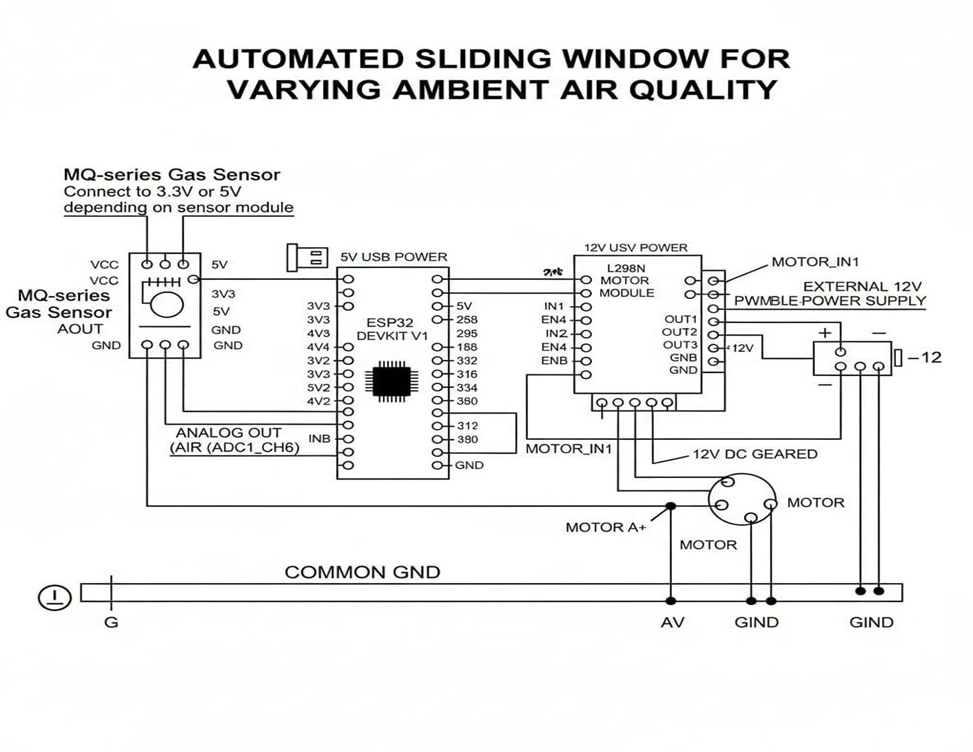 AUTOMATED SLIDING WINDOW FOR
VARYING AMBIENT AIR QUALITY
MQ-series Gas Sensor
Connect to 3.3V or 5V
depending on sensor module
VCC
VCC
MQ-series
Gas Sensor
AOUT
GND
5V
3V3
5V
GND
GND
5V USB POWER
ESP32
DEVKIT V1
3V3
3V3
4V3
4V4
3V2
3V3
5V2
4V2
INB
5V
258
295
188
332
316
334
380
312
380
GND
ANALOG OUT
(AIR (ADC1_CH6)
12V USV POWER
L298N
MOTOR
MODULE
IN1
EN4
IN2
EN4
ENB
OUT1
OUT2
OUT3
GNB
GND
12V
MOTOR_IN1
EXTERNAL 12V
PWMBLE-POWER SUPPLY
+
−
−12
−
MOTOR_IN1
12V DC GEARED
MOTOR
MOTOR A+
MOTOR
COMMON GND
G
AV
GIND
GIND